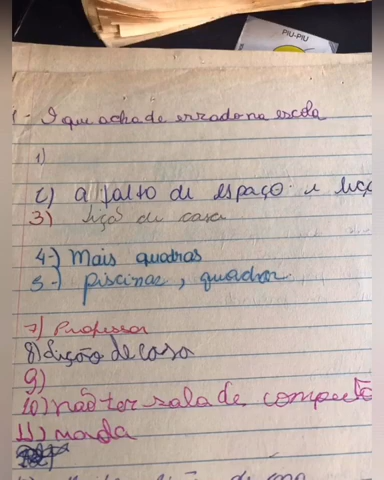 PIU-PIU
1 - O que acha de errado na escola
1)
2) a falta de espaço e liçã
3) lição de casa
4-) Mais quadras
5-) piscinas, quadra
7) Professor
8) Lição de casa
9)
10) não ter sala de computa
11) nada